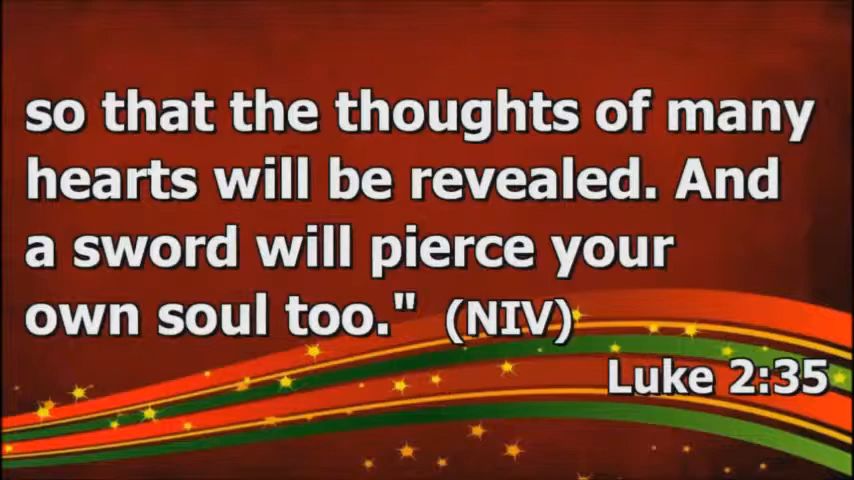 so that the thoughts of many
hearts will be revealed. And
a sword will pierce your
own soul too." (NIV)
Luke 2:35